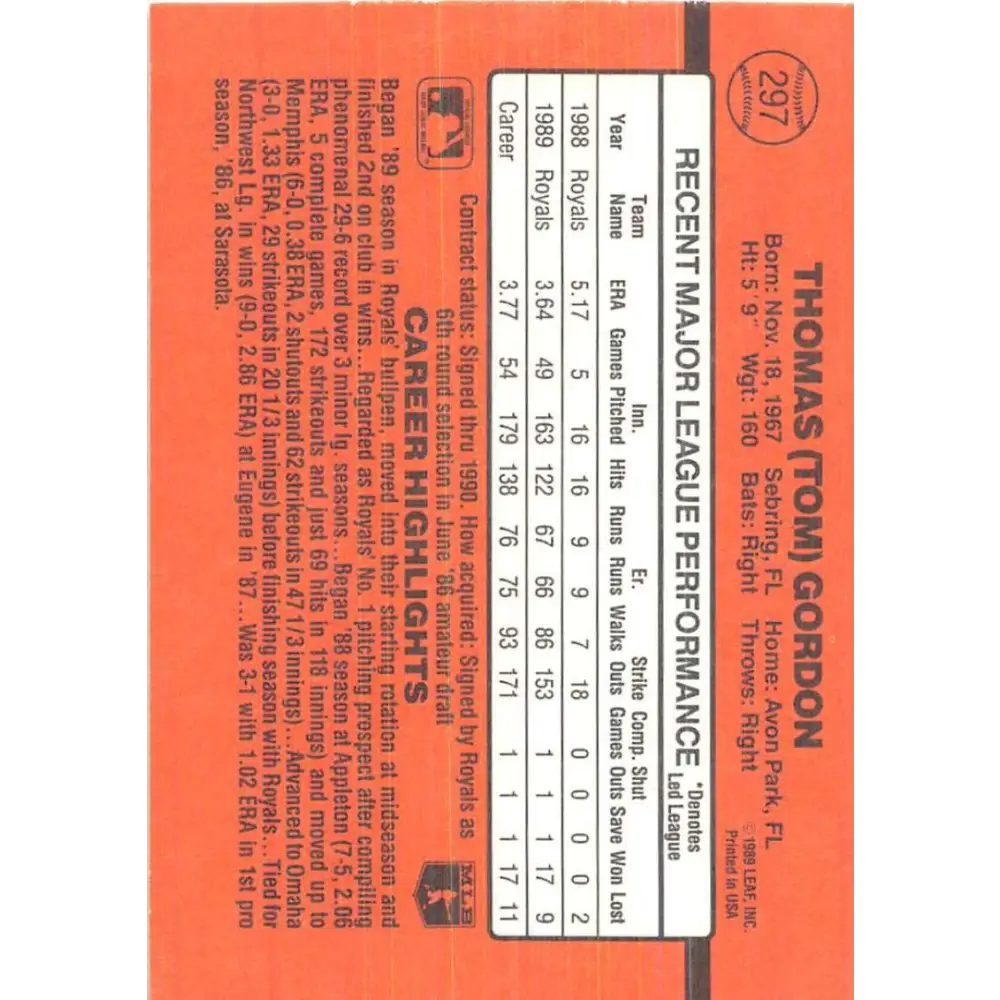 297
THOMAS (TOM) GORDON
Born: Nov. 18, 1967 Sebring, FL Home: Avon Park, FL
Ht: 5'9" Wgt: 160 Bats: Right Throws: Right
©1989 LEAF, INC.
Printed in USA
RECENT MAJOR LEAGUE PERFORMANCE *Denotes
Led League
Team Inn. Er. Strike Comp. Shut
Year Name ERA Games Pitched Hits Runs Runs Walks Outs Games Outs Save Won Lost
1988 Royals 5.17 5 16 16 9 9 7 18 0 0 0 0 2
1989 Royals 3.64 49 163 122 67 66 86 153 1 1 1 17 9
Career 3.77 54 179 138 76 75 93 171 1 1 1 17 11
Contract status: Signed thru 1990. How acquired: Signed by Royals as
6th round selection in June '86 amateur draft
MLB
CAREER HIGHLIGHTS
Began '89 season in Royals' bullpen, moved into their starting rotation at midseason and
finished 2nd on club in wins...Regarded as Royals' No. 1 pitching prospect after compiling
phenomenal 29-6 record over 3 minor lg. seasons...Began '88 season at Appleton (7-5, 2.06
ERA, 5 complete games, 172 strikeouts and just 69 hits in 118 innings) and moved up to
Memphis (6-0, 0.38 ERA, 2 shutouts and 62 strikeouts in 47 1/3 innings)...Advanced to Omaha
(3-0, 1.33 ERA, 29 strikeouts in 20 1/3 innings) before finishing season with Royals...Tied for
Northwest Lg. in wins (9-0, 2.86 ERA) at Eugene in '87...Was 3-1 with 1.02 ERA in 1st pro
season, '86, at Sarasota.